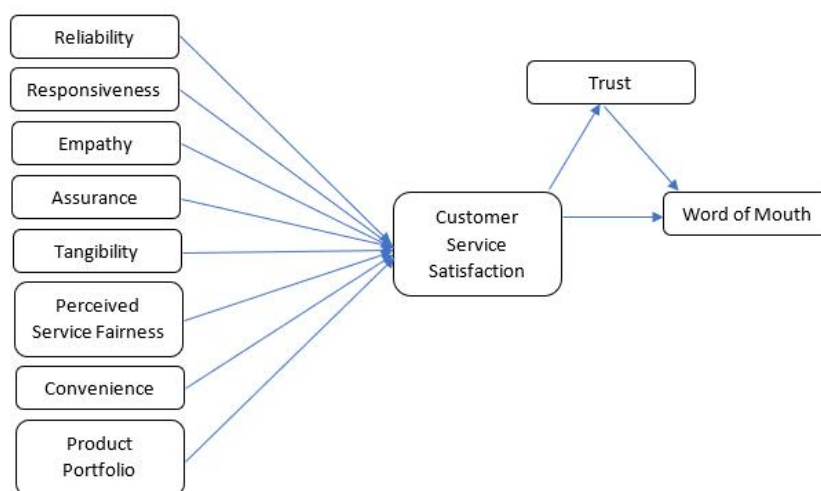 Reliability
Responsiveness
Empathy
Assurance
Tangibility
Perceived
Service Fairness
Convenience
Product
Portfolio
Customer
Service
Satisfaction
Trust
Word of Mouth